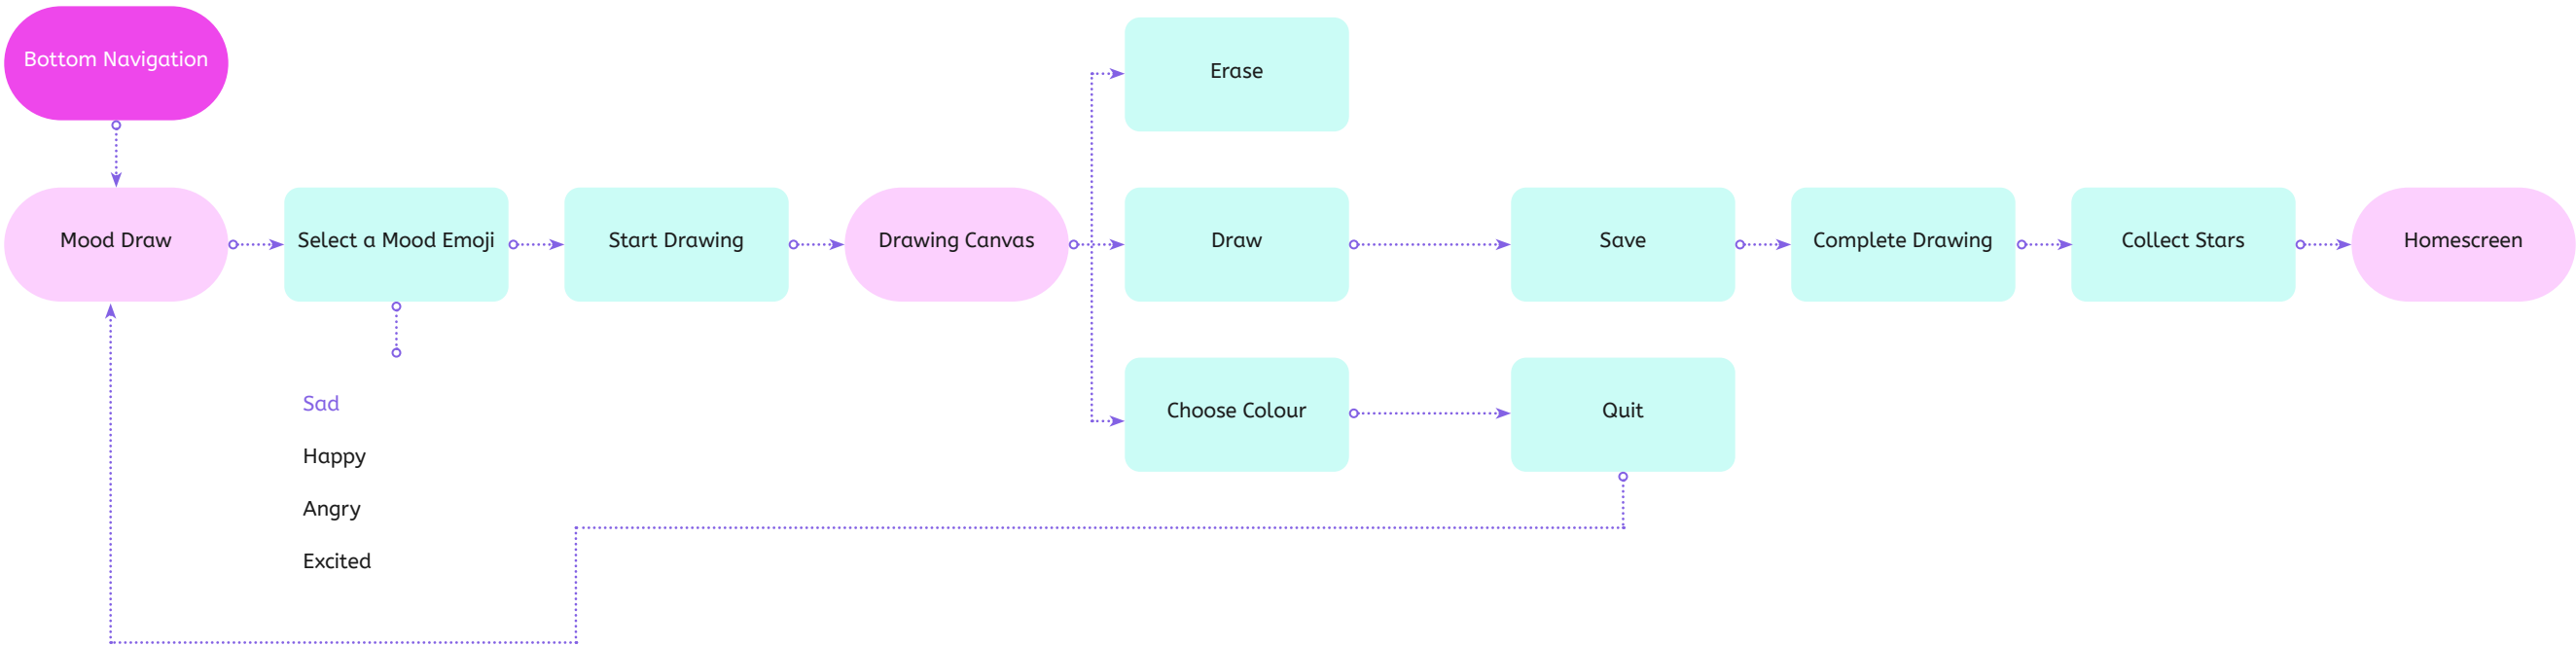 Bottom Navigation
Erase
Mood Draw
Select a Mood Emoji
Start Drawing
Drawing Canvas
Draw
Save
Complete Drawing
Collect Stars
Homescreen
Sad
Happy
Angry
Excited
Choose Colour
Quit